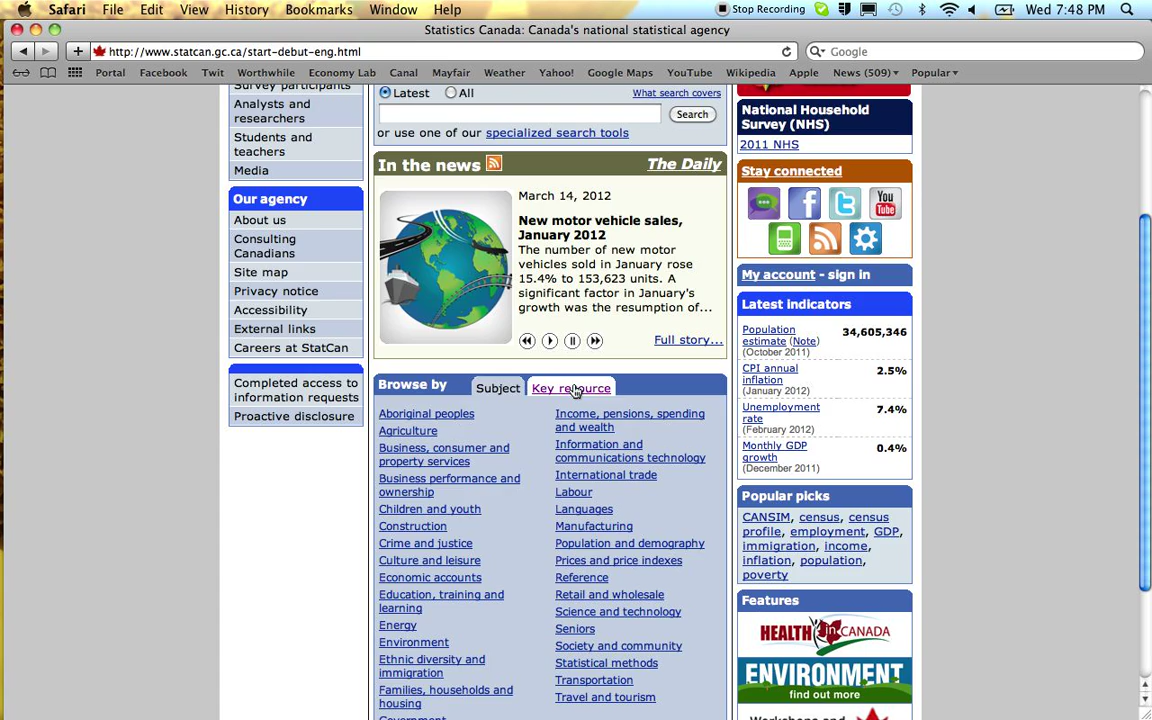 Safari File Edit View History Bookmarks Window Help Stop Recording Wed 7:48 PM
Statistics Canada: Canada's national statistical agency
http://www.statcan.gc.ca/start-debut-eng.html Google
Portal Facebook Twit Worthwhile Economy Lab Canal Mayfair Weather Yahoo! Google Maps YouTube Wikipedia Apple News (509) Popular
Survey participants
Analysts and
researchers
Students and
teachers
Media
Our agency
About us
Consulting
Canadians
Site map
Privacy notice
Accessibility
External links
Careers at StatCan
Completed access to
information requests
Proactive disclosure
Latest All What search covers
Search
or use one of our specialized search tools
In the news The Daily
March 14, 2012
New motor vehicle sales,
January 2012
The number of new motor
vehicles sold in January rose
15.4% to 153,623 units. A
significant factor in January's
growth was the resumption of...
Full story...
Browse by Subject Key resource
Aboriginal peoples
Agriculture
Business, consumer and
property services
Business performance and
ownership
Children and youth
Construction
Crime and justice
Culture and leisure
Economic accounts
Education, training and
learning
Energy
Environment
Ethnic diversity and
immigration
Families, households and
housing
Government
Income, pensions, spending
and wealth
Information and
communications technology
International trade
Labour
Languages
Manufacturing
Population and demography
Prices and price indexes
Reference
Retail and wholesale
Science and technology
Seniors
Society and community
Statistical methods
Transportation
Travel and tourism
National Household
Survey (NHS)
2011 NHS
Stay connected
You
Tube
My account - sign in
Latest indicators
Population
estimate (Note) 34,605,346
(October 2011)
CPI annual
inflation 2.5%
(January 2012)
Unemployment
rate 7.4%
(February 2012)
Monthly GDP
growth 0.4%
(December 2011)
Popular picks
CANSIM, census, census
profile, employment, GDP,
immigration, income,
inflation, population,
poverty
Features
HEALTH in CANADA
ENVIRONMENT
find out more